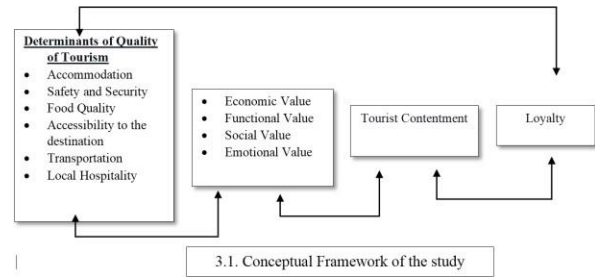 Determinants of Quality
of Tourism
• Accommodation
• Safety and Security
• Food Quality
• Accessibility to the
destination
• Transportation
• Local Hospitality
• Economic Value
• Functional Value
• Social Value
• Emotional Value
Tourist Contentment
Loyalty
3.1. Conceptual Framework of the study